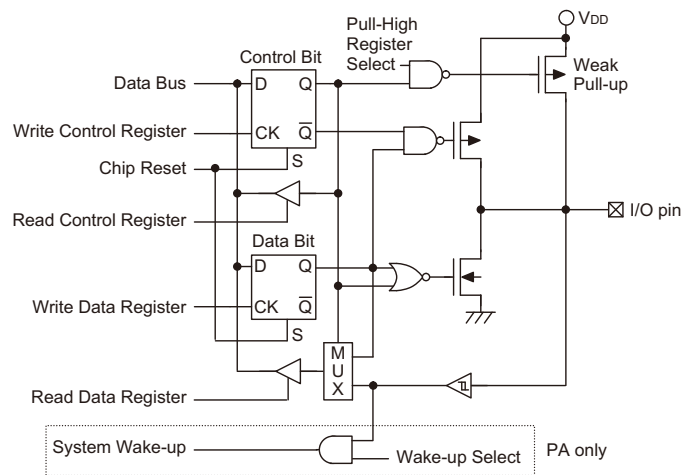 VDD
Pull-High
Register
Select
Control Bit
Weak
Pull-up
Data Bus
D
Q
Write Control Register
CK
Q
S
Chip Reset
I/O pin
Read Control Register
Data Bit
D
Q
Write Data Register
CK
Q
S
M
U
X
Read Data Register
System Wake-up
Wake-up Select
PA only